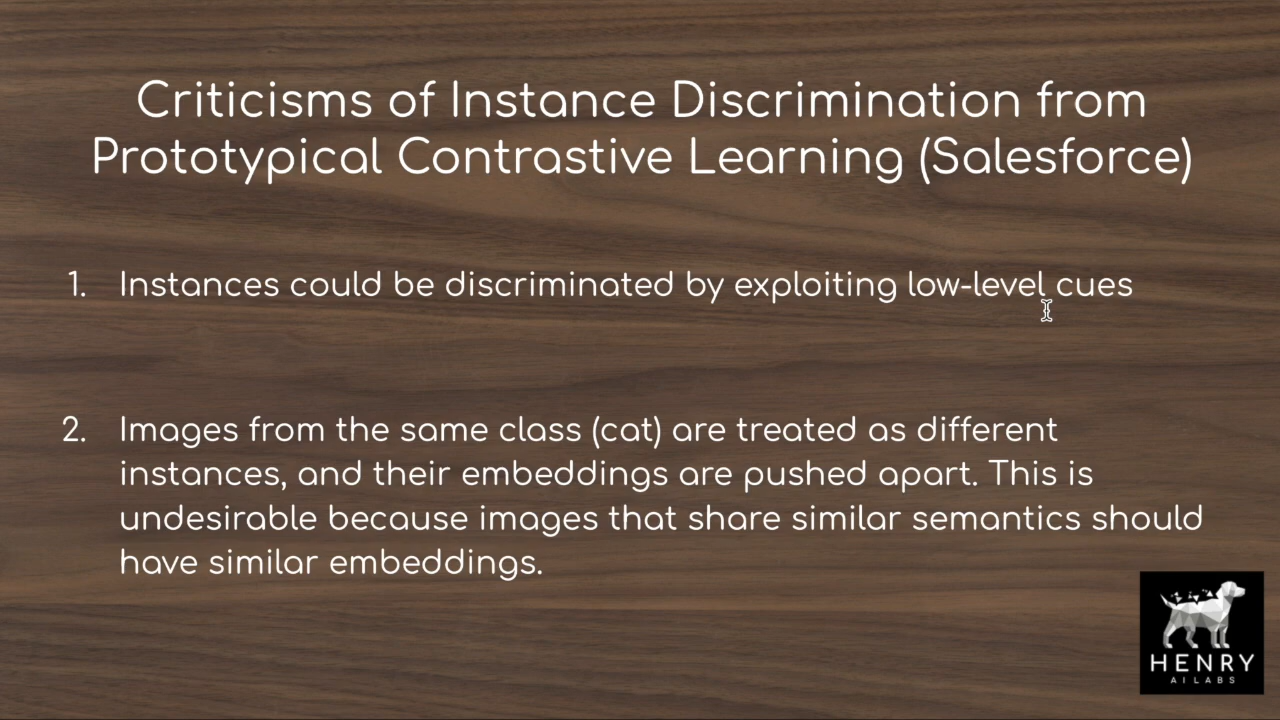 Criticisms of Instance Discrimination from
Prototypical Contrastive Learning (Salesforce)
1. Instances could be discriminated by exploiting low-level cues
2. Images from the same class (cat) are treated as different
instances, and their embeddings are pushed apart. This is
undesirable because images that share similar semantics should
have similar embeddings.
HENRY
AI LABS